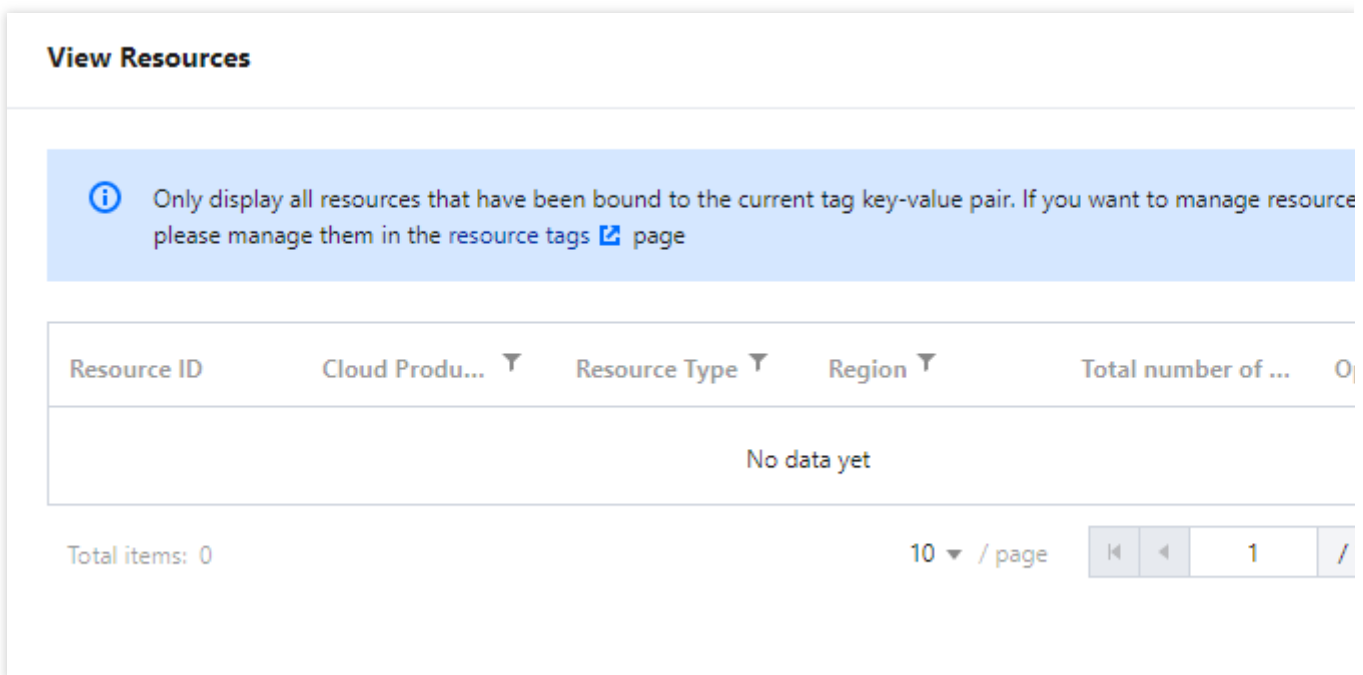 View Resources
Only display all resources that have been bound to the current tag key-value pair. If you want to manage resource
please manage them in the resource tags page
Resource ID Cloud Produ... Resource Type Region Total number of ... Op
No data yet
Total items: 0 10 / page 1 /